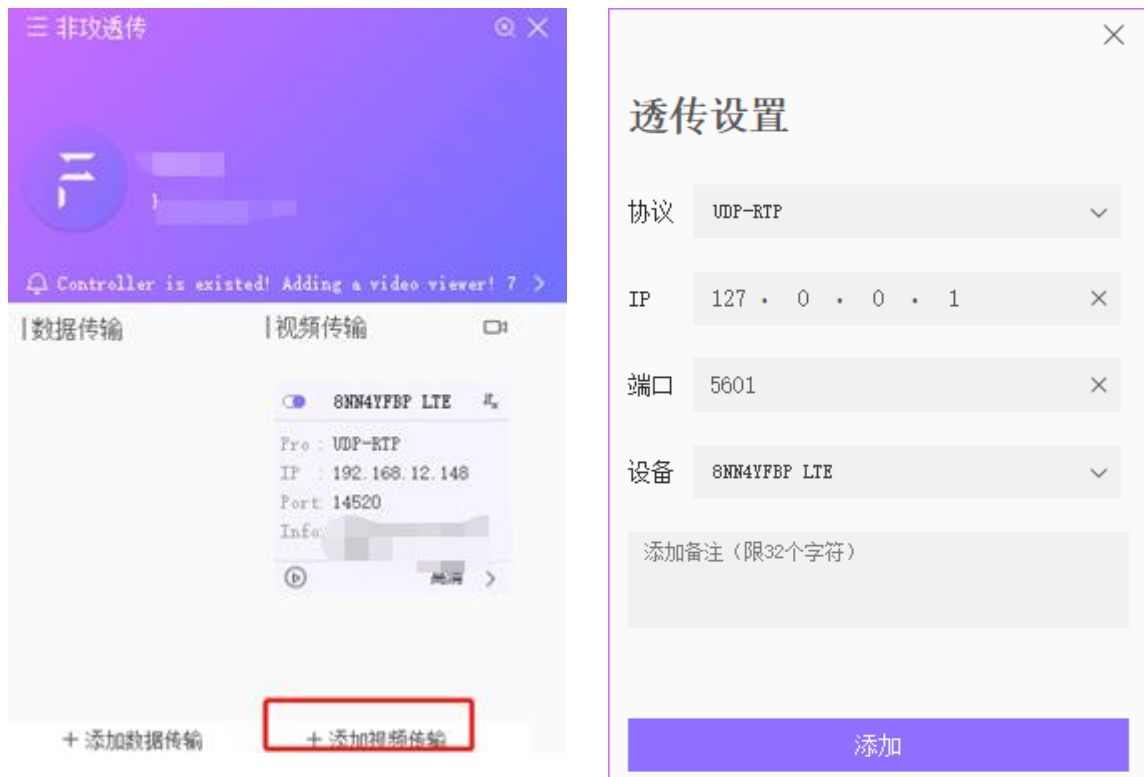 非玫透传
Controller is existed! Adding a video viewer! 7
数据传输
视频传输
8NN4YFBP LTE
Pro : UDP-RTP
IP : 192.168.12.148
Port: 14520
Info:
高清
+ 添加数据传输
+ 添加视频传输
透传设置
协议 UDP-RTP
IP 127 . 0 . 0 . 1
端口 5601
设备 8NN4YFBP LTE
添加备注（限32个字符）
添加